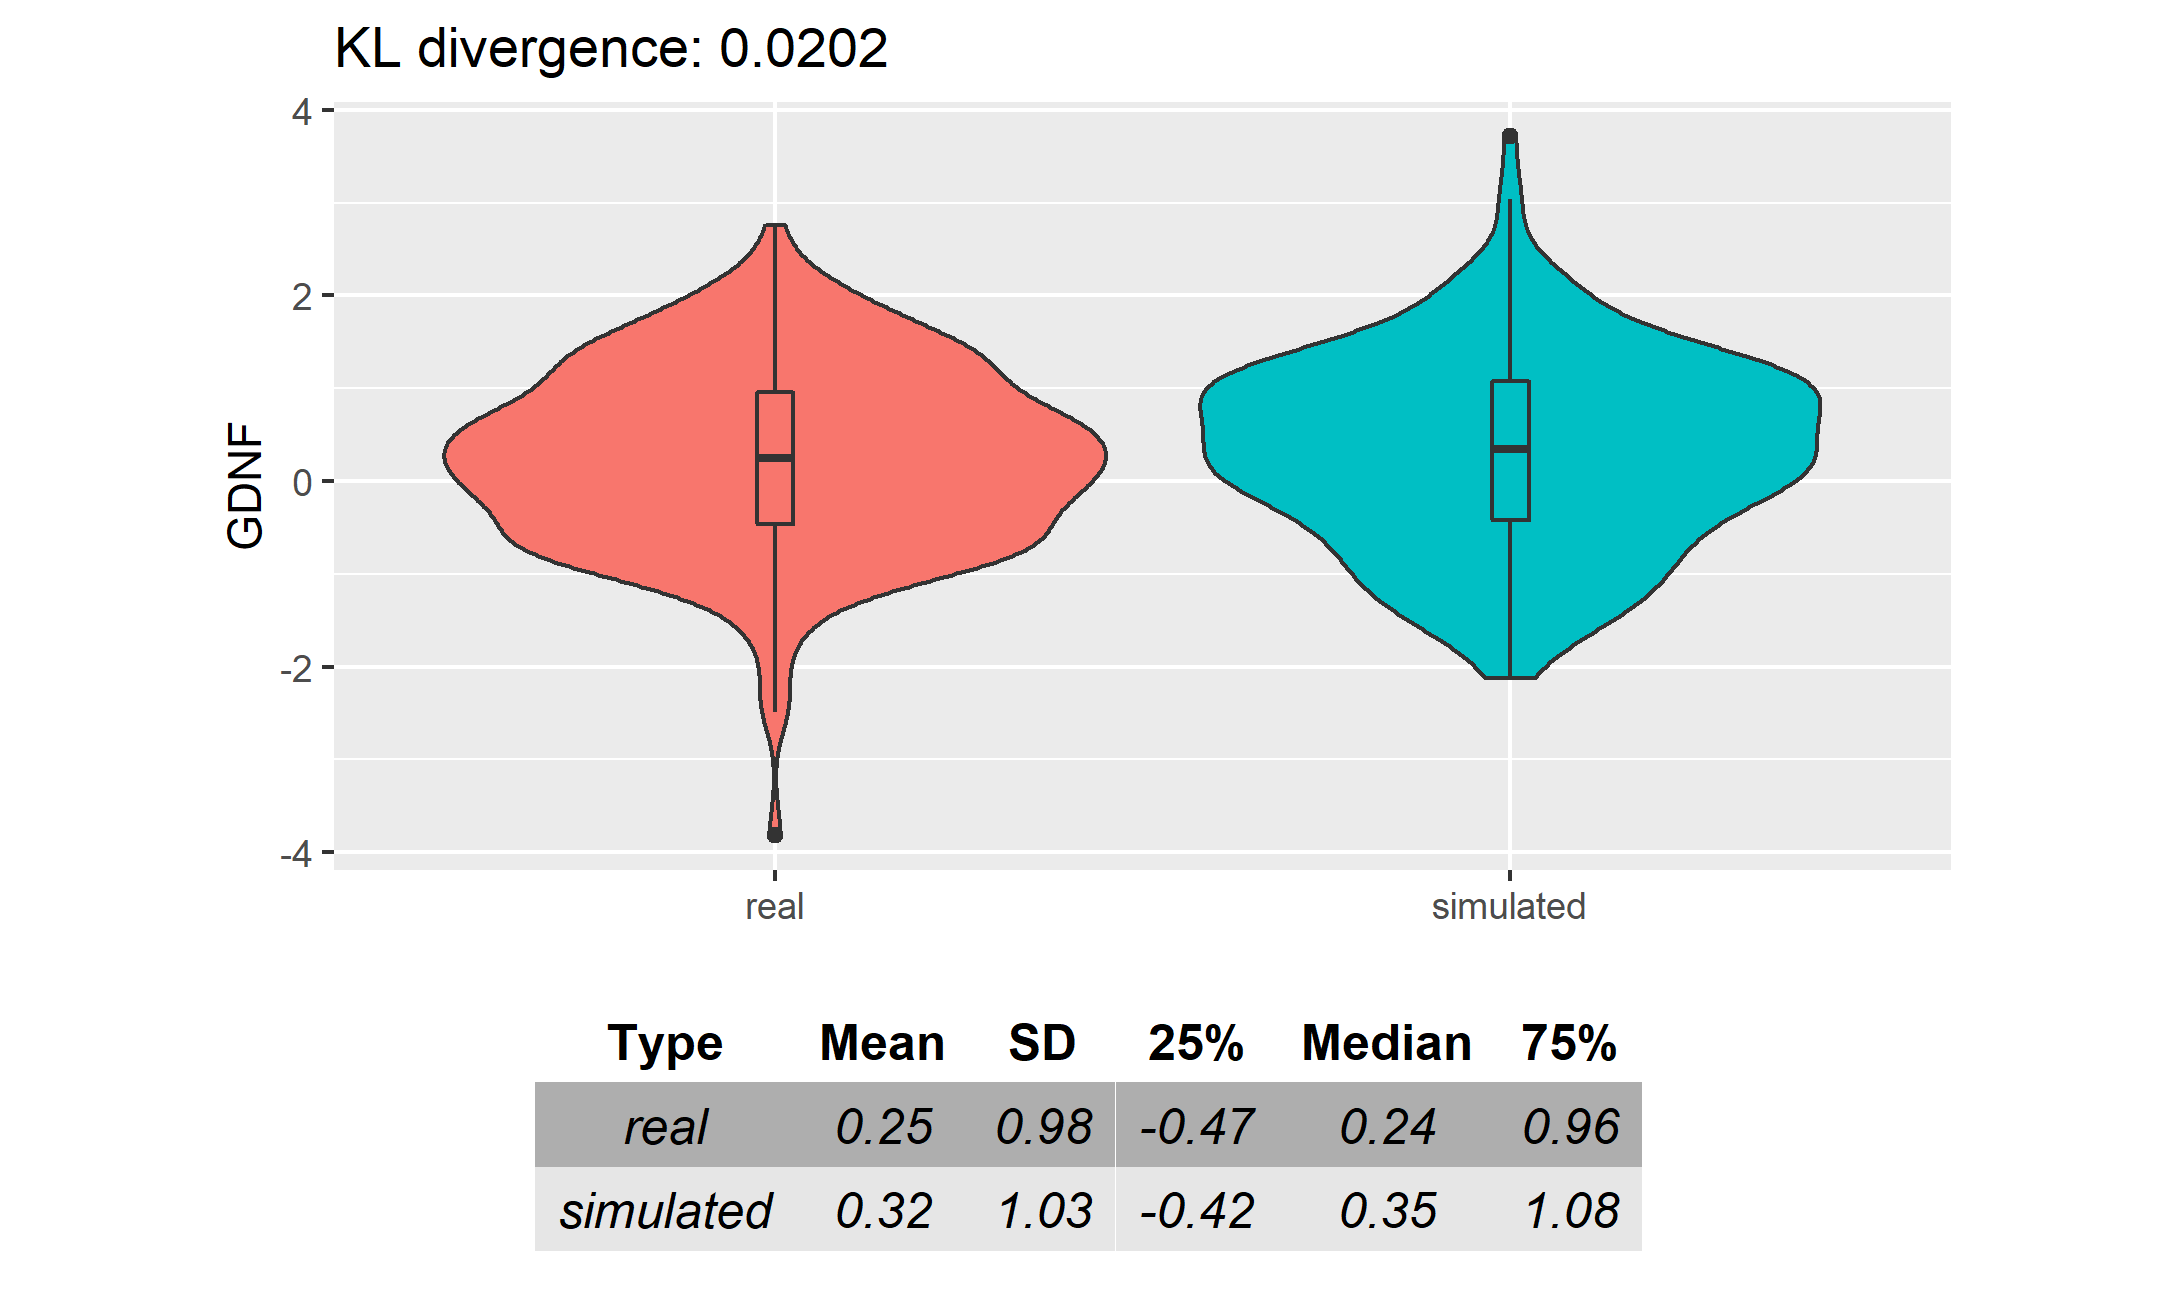 KL divergence: 0.0202
4
2
0
-2
-4
GDNF
real simulated
Type Mean SD 25% Median 75%
real 0.25 0.98 -0.47 0.24 0.96
simulated 0.32 1.03 -0.42 0.35 1.08